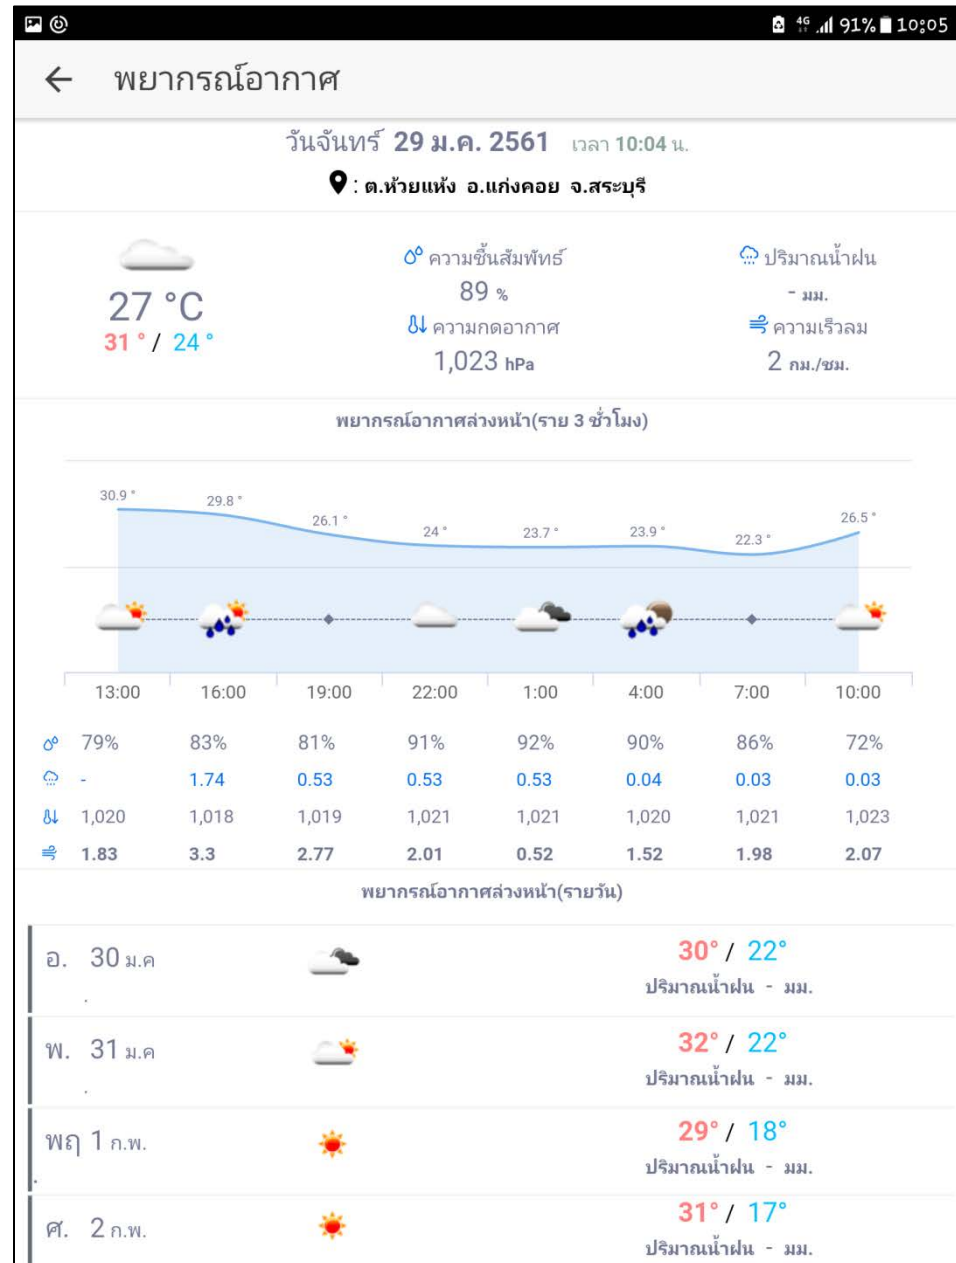 4G 91% 10:05
พยากรณ์อากาศ
วันจันทร์ 29 ม.ค. 2561 เวลา 10:04 น.
: ต.ห้วยแห้ง อ.แก่งคอย จ.สระบุรี
27 °C
31 ° / 24 °
ความชื้นสัมพัทธ์
89 %
ความกดอากาศ
1,023 hPa
ปริมาณน้ำฝน
- มม.
ความเร็วลม
2 กม./ชม.
พยากรณ์อากาศล่วงหน้า(ราย 3 ชั่วโมง)
30.9 ° 29.8 ° 26.1 ° 24 ° 23.7 ° 23.9 ° 22.3 ° 26.5 °
13:00 16:00 19:00 22:00 1:00 4:00 7:00 10:00
79% 83% 81% 91% 92% 90% 86% 72%
- 1.74 0.53 0.53 0.53 0.04 0.03 0.03
1,020 1,018 1,019 1,021 1,021 1,020 1,021 1,023
1.83 3.3 2.77 2.01 0.52 1.52 1.98 2.07
พยากรณ์อากาศล่วงหน้า(รายวัน)
อ. 30 ม.ค 30° / 22°
. ปริมาณน้ำฝน - มม.
พ. 31 ม.ค 32° / 22°
. ปริมาณน้ำฝน - มม.
พฤ 1 ก.พ. 29° / 18°
. ปริมาณน้ำฝน - มม.
ศ. 2 ก.พ. 31° / 17°
ปริมาณน้ำฝน - มม.